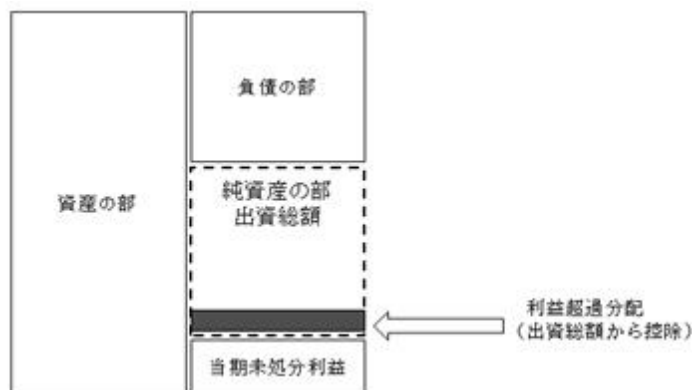 負債の部
資産の部
純資産の部
出資総額
利益超過分配
（出資総額から控除）
当期未処分利益